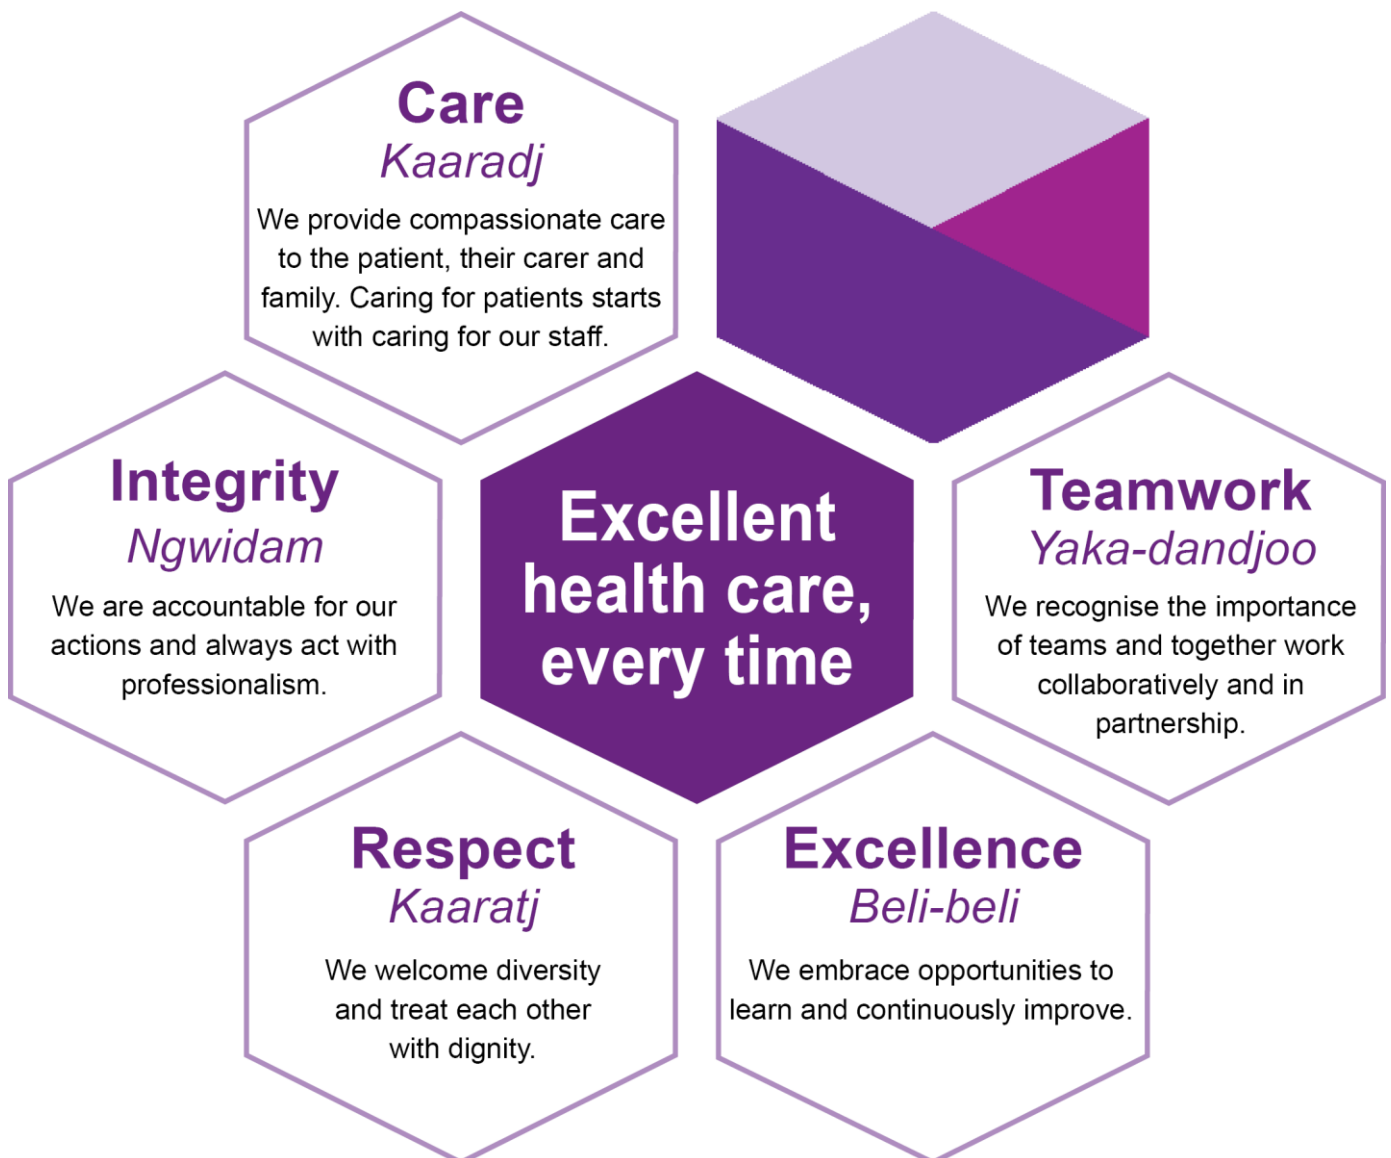 Care
Kaaradj
We provide compassionate care
to the patient, their carer and
family. Caring for patients starts
with caring for our staff.
Integrity
Ngwidam
We are accountable for our
actions and always act with
professionalism.
Excellent
health care,
every time
Teamwork
Yaka-dandjoo
We recognise the importance
of teams and together work
collaboratively and in
partnership.
Respect
Kaaratj
We welcome diversity
and treat each other
with dignity.
Excellence
Beli-beli
We embrace opportunities to
learn and continuously improve.